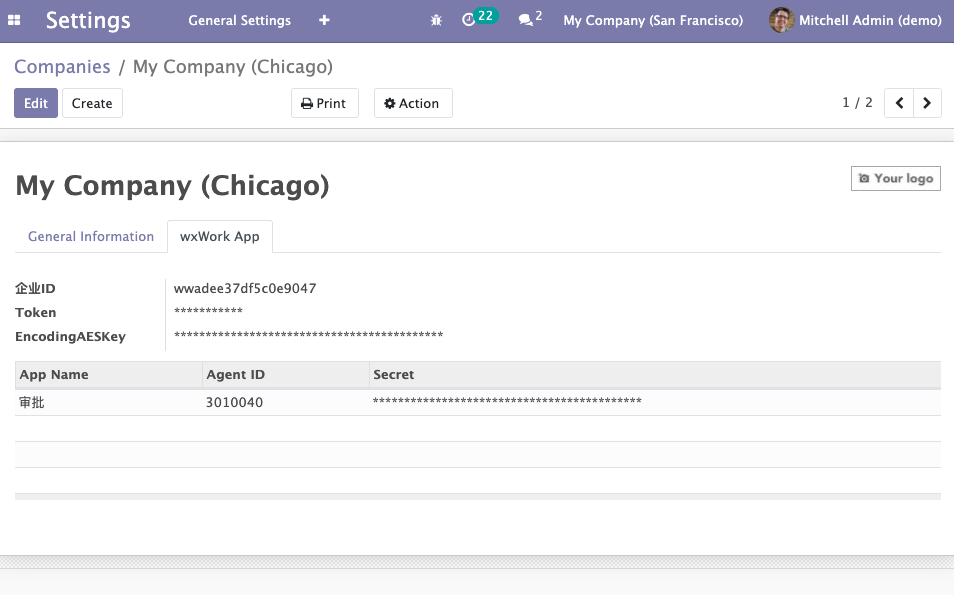 Settings General Settings + 22 2 My Company (San Francisco) Mitchell Admin (demo)
Companies / My Company (Chicago)
Edit Create Print Action 1 / 2
My Company (Chicago)
Your logo
General Information wxWork App
企业ID wwadee37df5c0e9047
Token ***********
EncodingAESKey *******************************************
App Name Agent ID Secret
审批 3010040 *******************************************